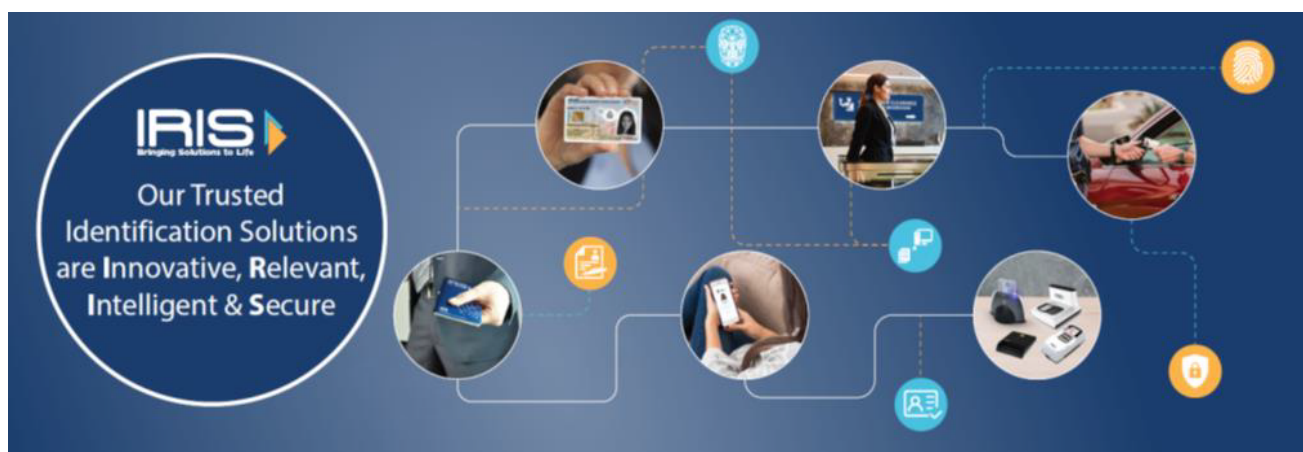 IRIS
Bringing Solutions to Life
Our Trusted
Identification Solutions
are Innovative, Relevant,
Intelligent & Secure